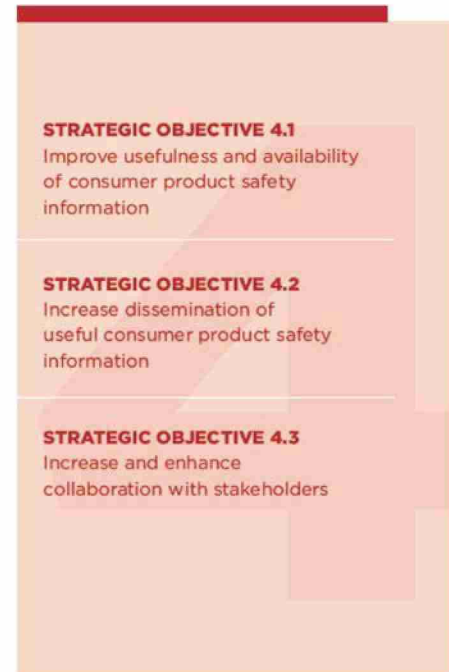 STRATEGIC OBJECTIVE 4.1
Improve usefulness and availability
of consumer product safety
information
STRATEGIC OBJECTIVE 4.2
Increase dissemination of
useful consumer product safety
information
STRATEGIC OBJECTIVE 4.3
Increase and enhance
collaboration with stakeholders
4